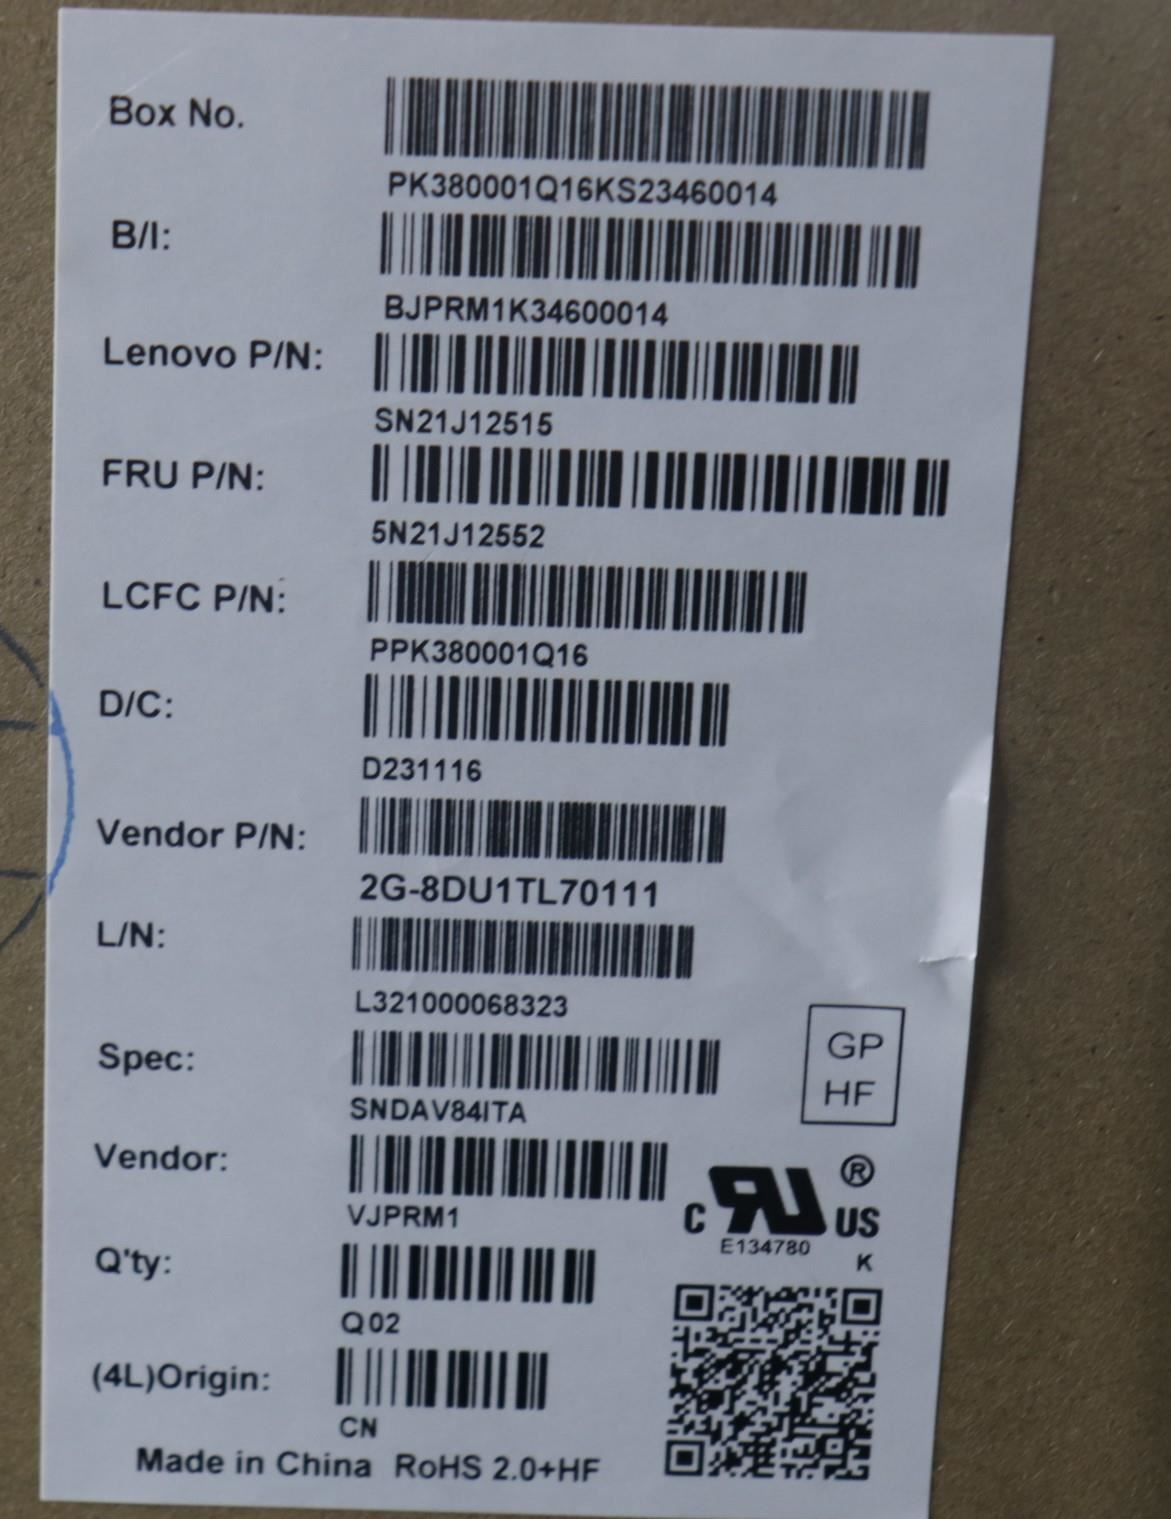 Box No.
PK380001Q16KS23460014
B/I:
BJPRM1K34600014
Lenovo P/N:
SN21J12515
FRU P/N:
5N21J12552
LCFC P/N:
PPK380001Q16
D/C:
D231116
Vendor P/N:
2G-8DU1TL70111
L/N:
L321000068323
Spec:
SNDAV84ITA
GP
HF
Vendor:
VJPRM1
®
C RU US
E134780
K
Q'ty:
Q02
(4L)Origin:
CN
Made in China RoHS 2.0+HF